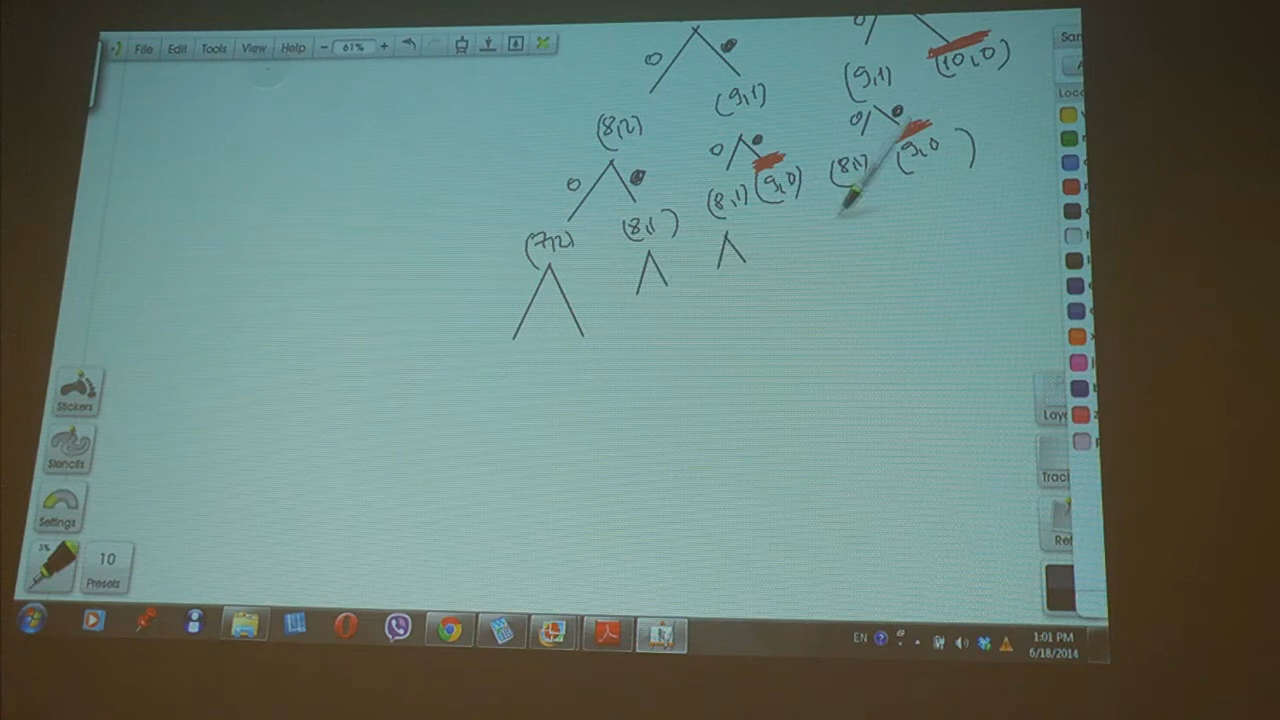 File Edit Tools View Help - 61% +
(10,0)
(9,1)
(9,1)
(8,2)
0
0
0
0
(8,1)
(9,0)
(8,1) (9,0)
(7,2)
(8,1)
Stickers
Stencils
Settings
3%
10
Presets
EN
1:01 PM
6/18/2014